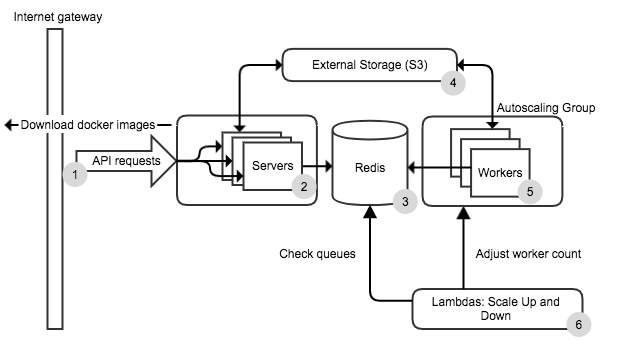 Internet gateway
External Storage (S3)
4
Autoscaling Group
Download docker images
API requests
1
Servers
2
Redis
3
Workers
5
Check queues
Adjust worker count
Lambdas: Scale Up and
Down
6